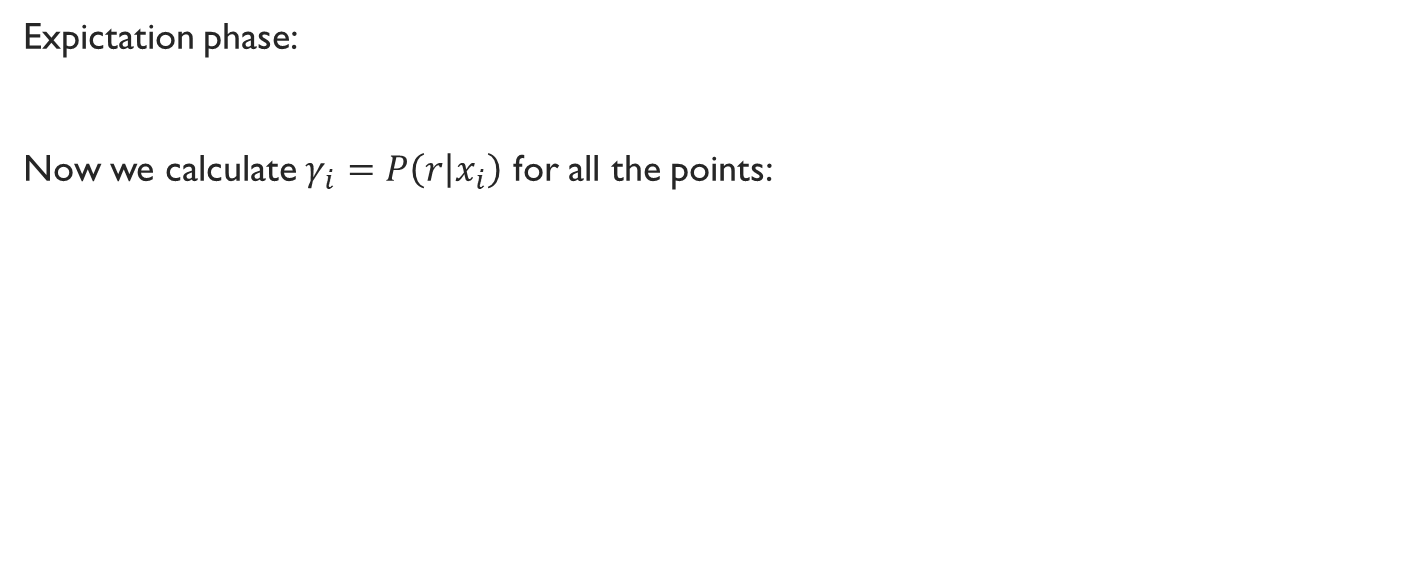 Expictation phase:
Now we calculate γᵢ = P(r|xᵢ) for all the points: